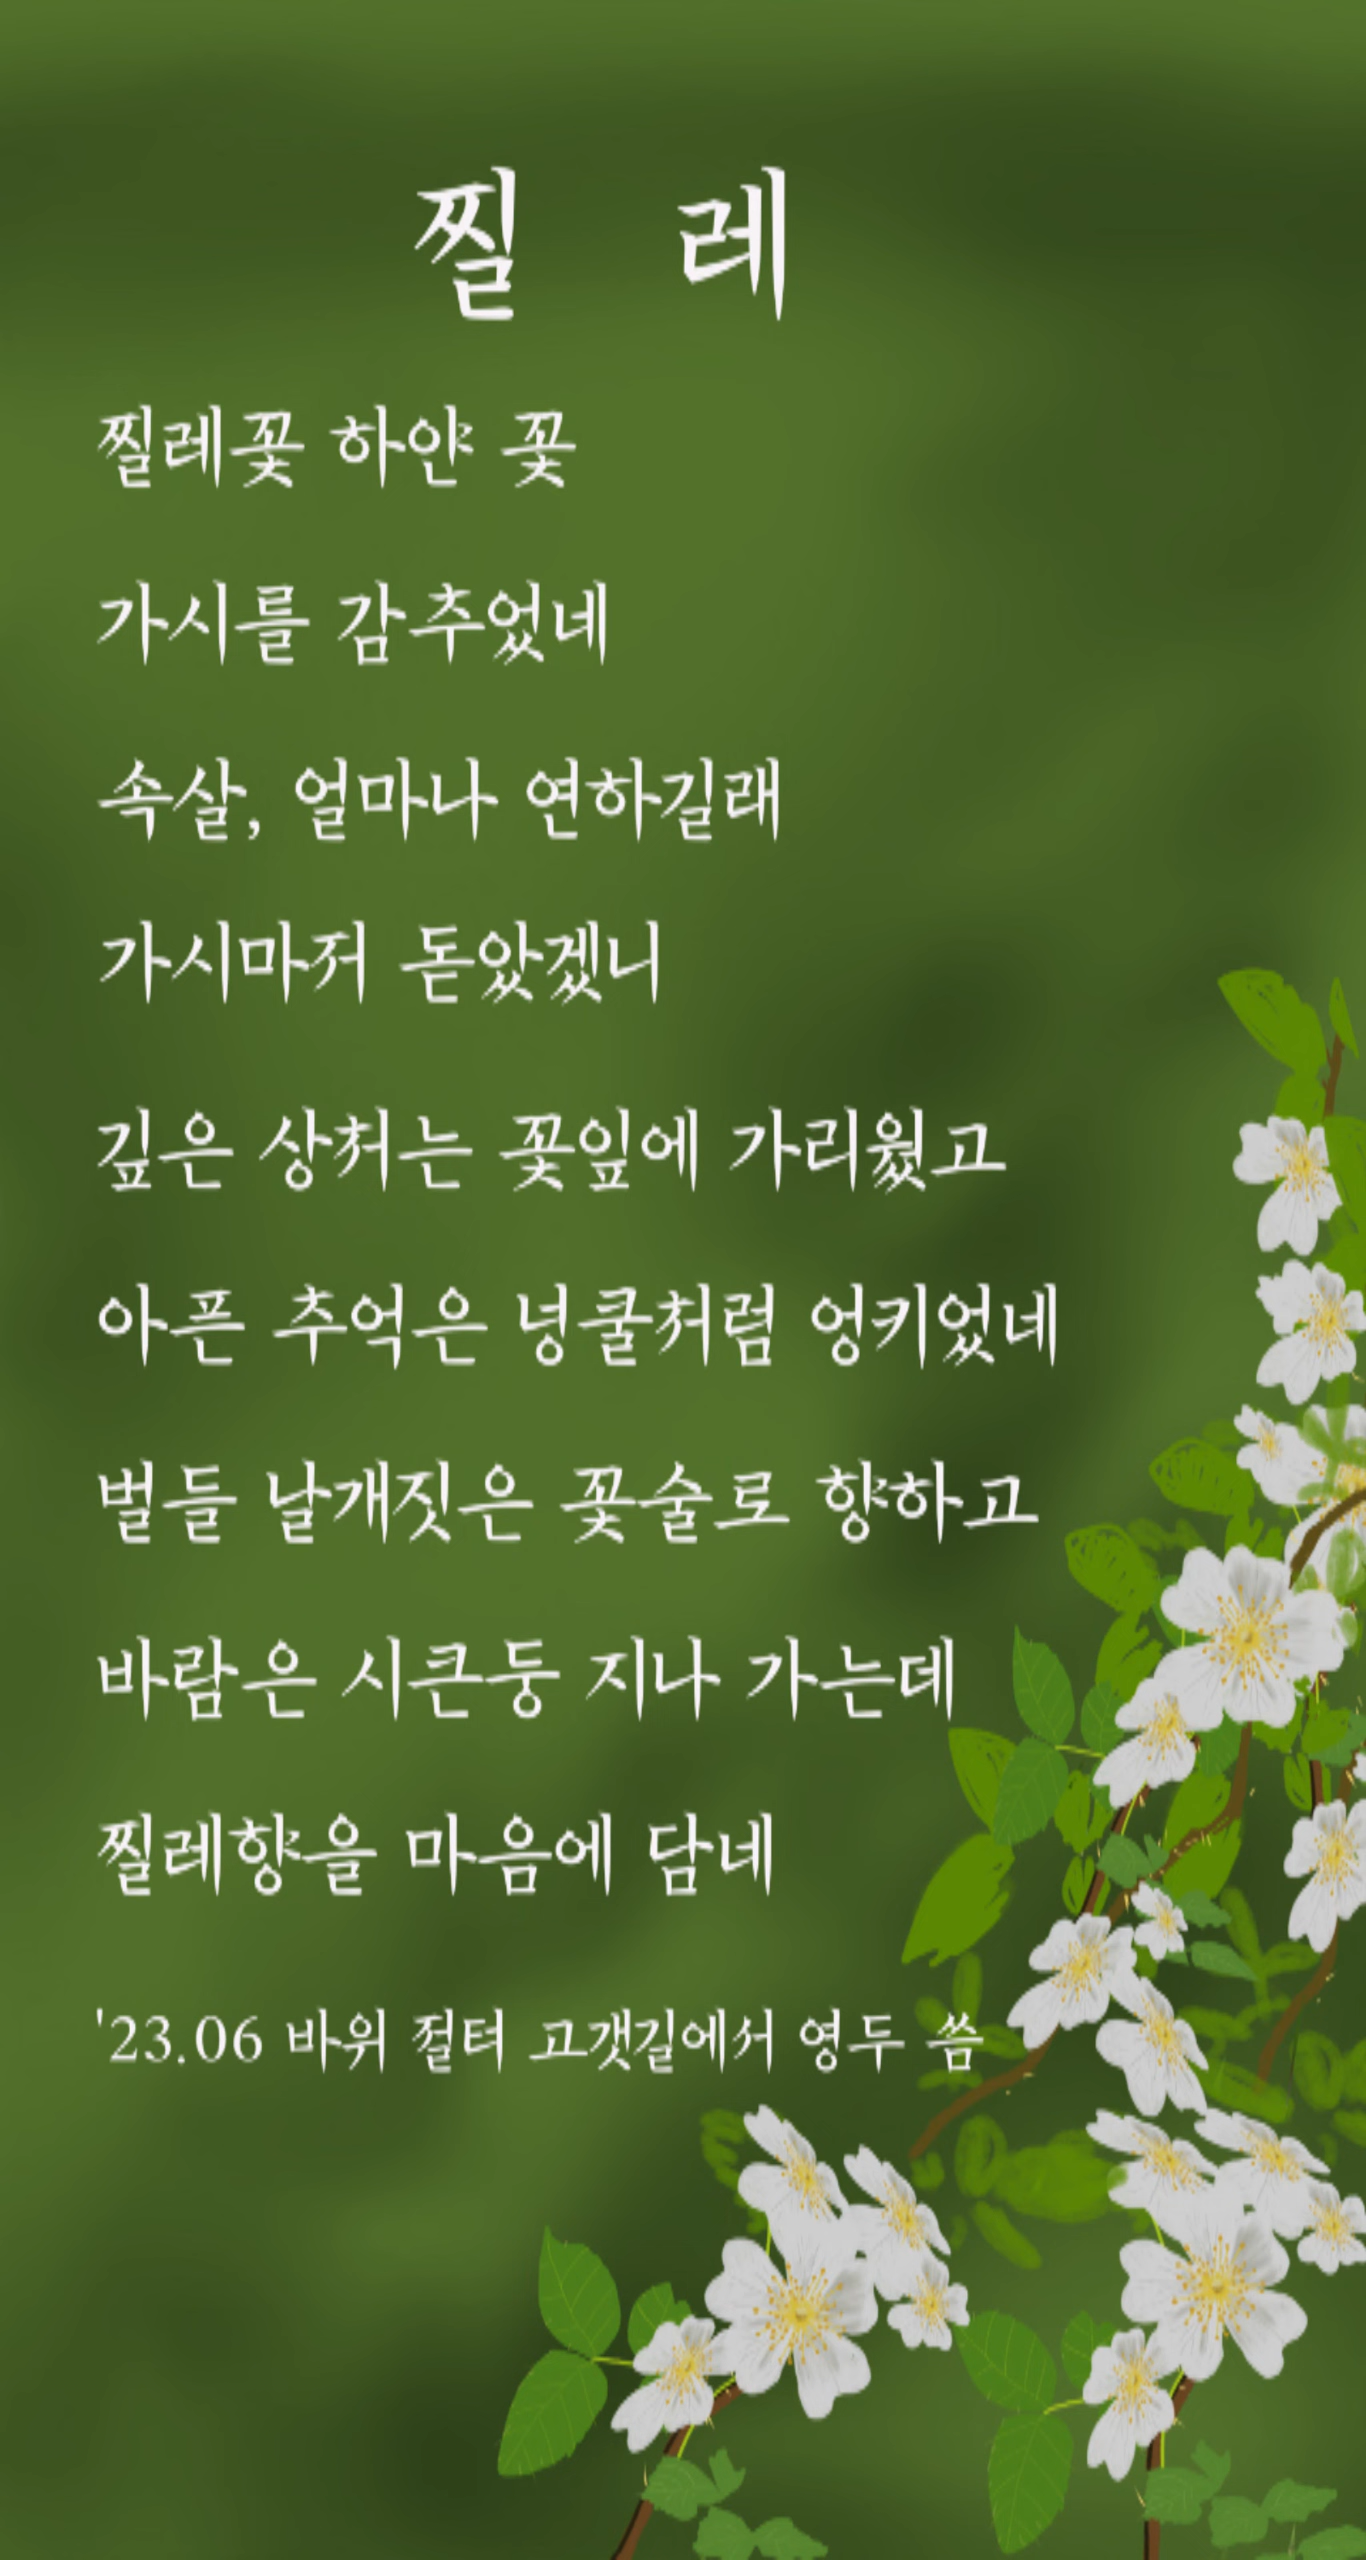 찔 레
찔레꽃 하얀 꽃
가시를 감추었네
속살, 얼마나 연하길래
가시마저 돋았겠니
깊은 상처는 꽃잎에 가리웠고
아픈 추억은 넝쿨처럼 엉키었네
벌들 날개짓은 꽃술로 향하고
바람은 시큰둥 지나 가는데
찔레향을 마음에 담네
'23.06 바위 절터 고갯길에서 영두 씀